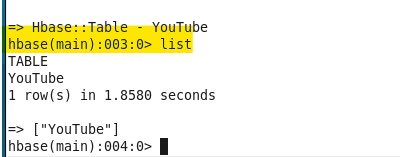 => Hbase::Table - YouTube
hbase(main):003:0> list
TABLE
YouTube
1 row(s) in 1.8580 seconds
=> ["YouTube"]
hbase(main):004:0>